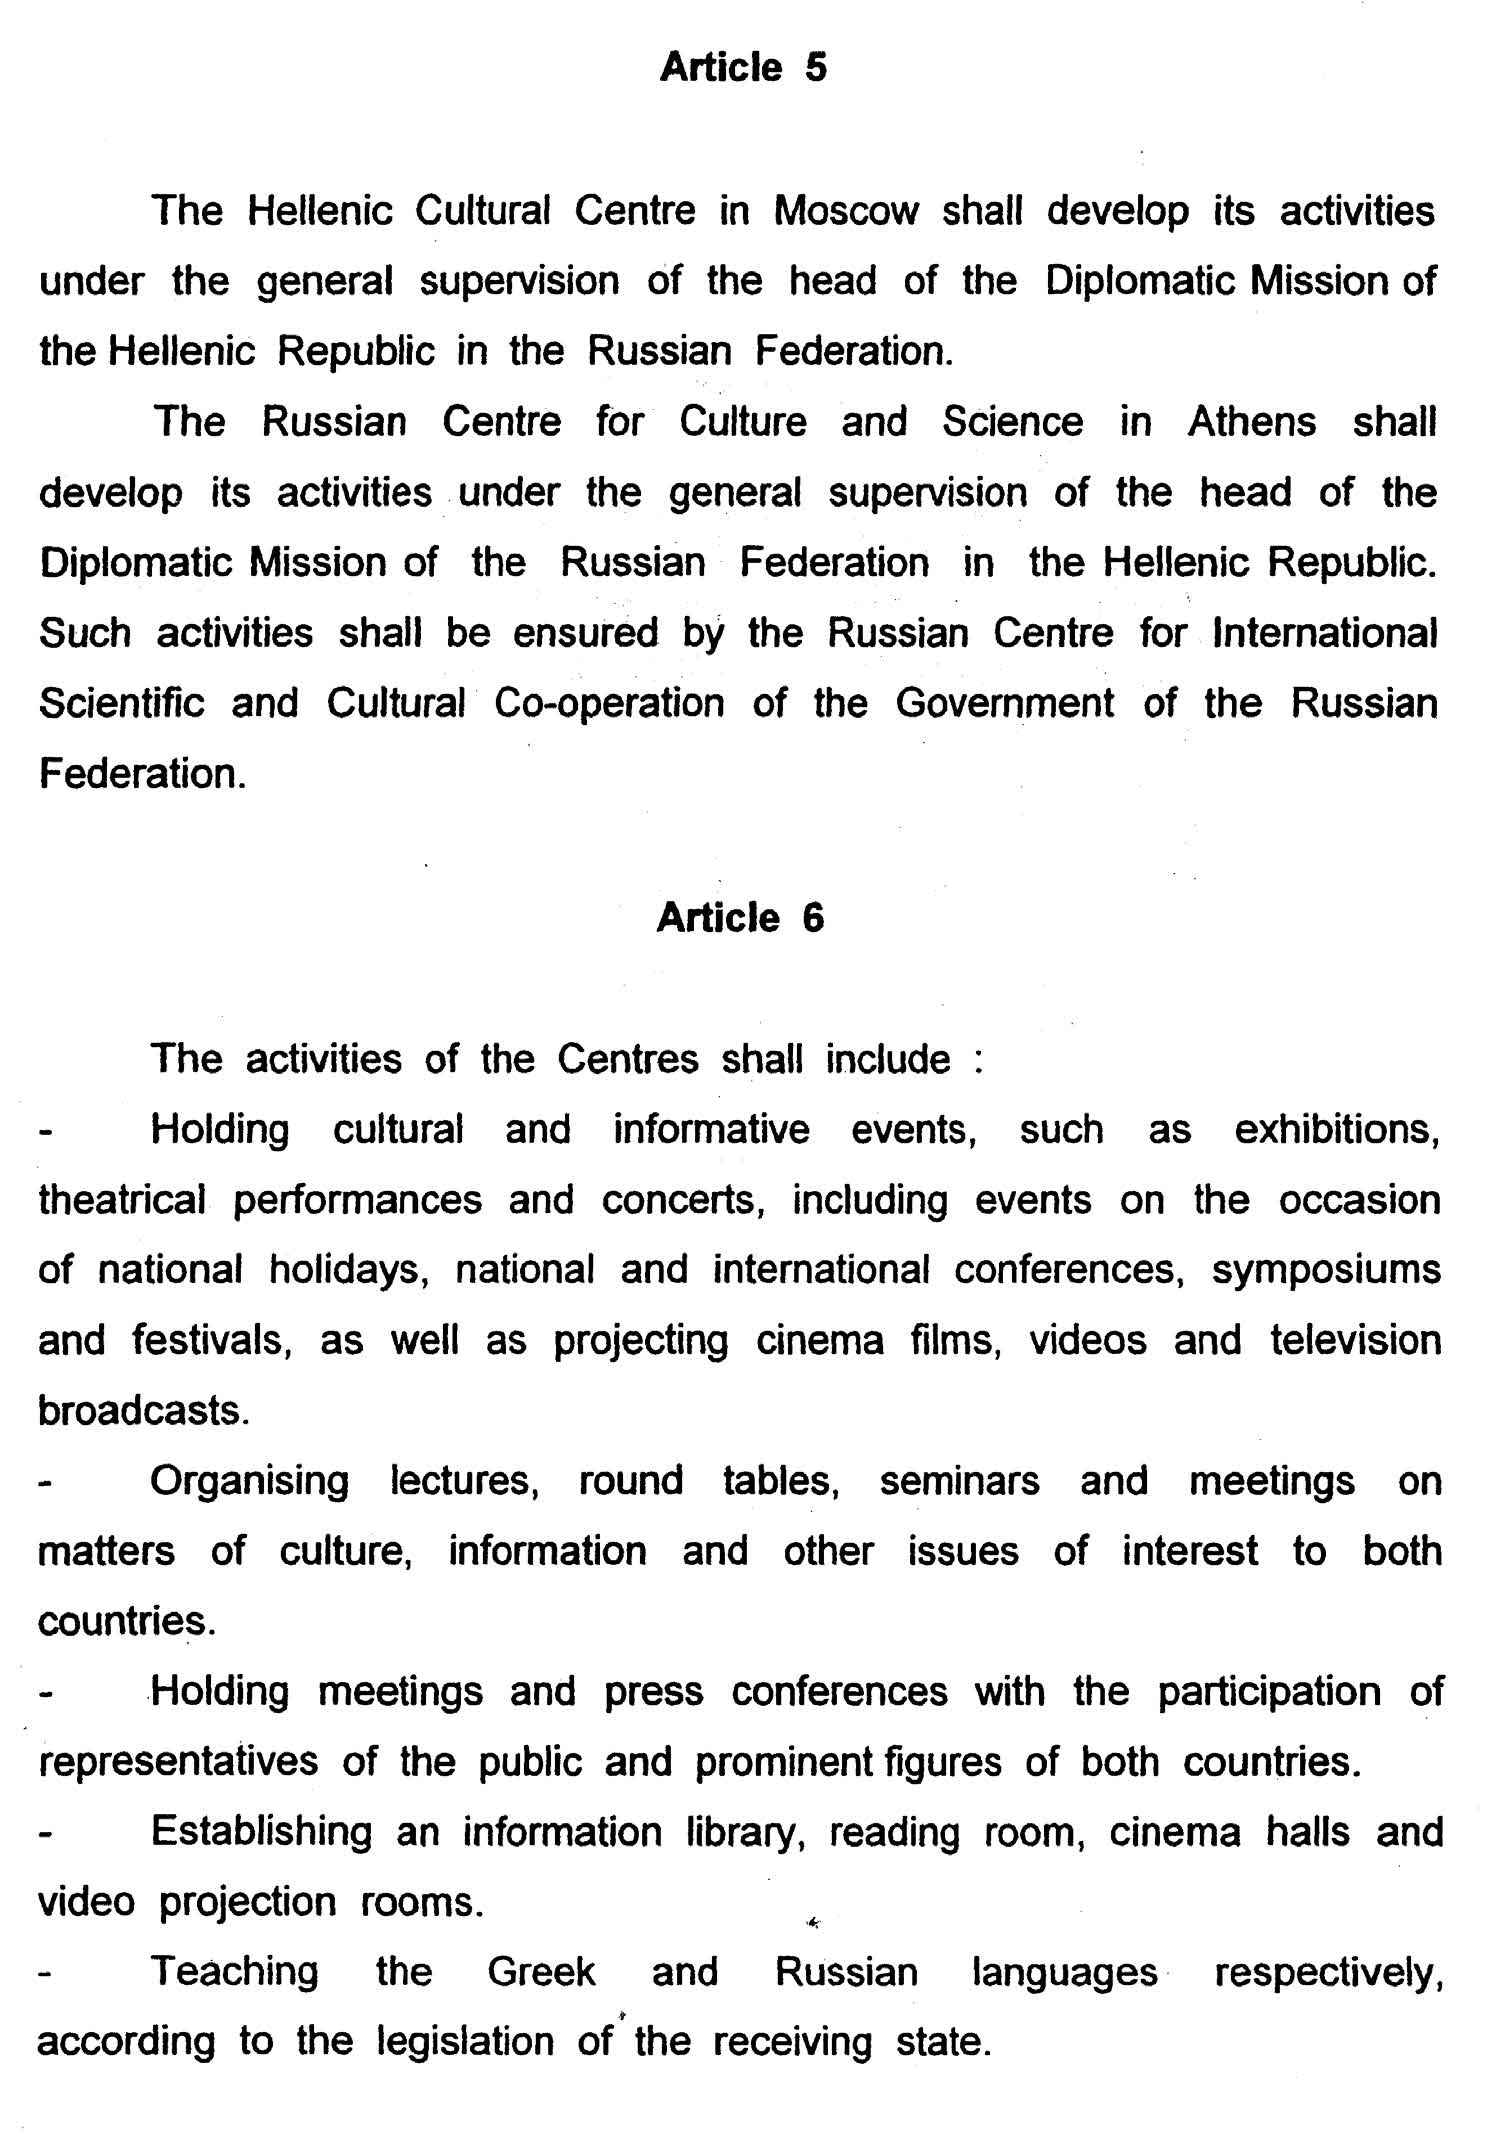 Article 5
The Hellenic Cultural Centre in Moscow shall develop its activities
under the general supervision of the head of the Diplomatic Mission of
the Hellenic Republic in the Russian Federation.
The Russian Centre for Culture and Science in Athens shall
develop its activities under the general supervision of the head of the
Diplomatic Mission of the Russian Federation in the Hellenic Republic.
Such activities shall be ensured by the Russian Centre for International
Scientific and Cultural Co-operation of the Government of the Russian
Federation.
Article 6
The activities of the Centres shall include :
- Holding cultural and informative events, such as exhibitions,
theatrical performances and concerts, including events on the occasion
of national holidays, national and international conferences, symposiums
and festivals, as well as projecting cinema films, videos and television
broadcasts.
- Organising lectures, round tables, seminars and meetings on
matters of culture, information and other issues of interest to both
countries.
- Holding meetings and press conferences with the participation of
representatives of the public and prominent figures of both countries.
- Establishing an information library, reading room, cinema halls and
video projection rooms.
- Teaching the Greek and Russian languages respectively,
according to the legislation of the receiving state.